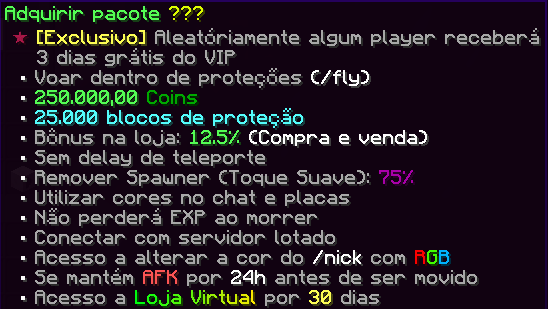 Adquirir pacote ???
★ [Exclusivo] Aleatóriamente algum player receberá
3 dias grátis do VIP
▪ Voar dentro de proteções (/fly)
▪ 250.000,00 Coins
▪ 25.000 blocos de proteção
▪ Bônus na loja: 12.5% (Compra e venda)
▪ Sem delay de teleporte
▪ Remover Spawner (Toque Suave): 75%
▪ Utilizar cores no chat e placas
▪ Não perderá EXP ao morrer
▪ Conectar com servidor lotado
▪ Acesso a alterar a cor do /nick com RGB
▪ Se mantém AFK por 24h antes de ser movido
▪ Acesso a Loja Virtual por 30 dias